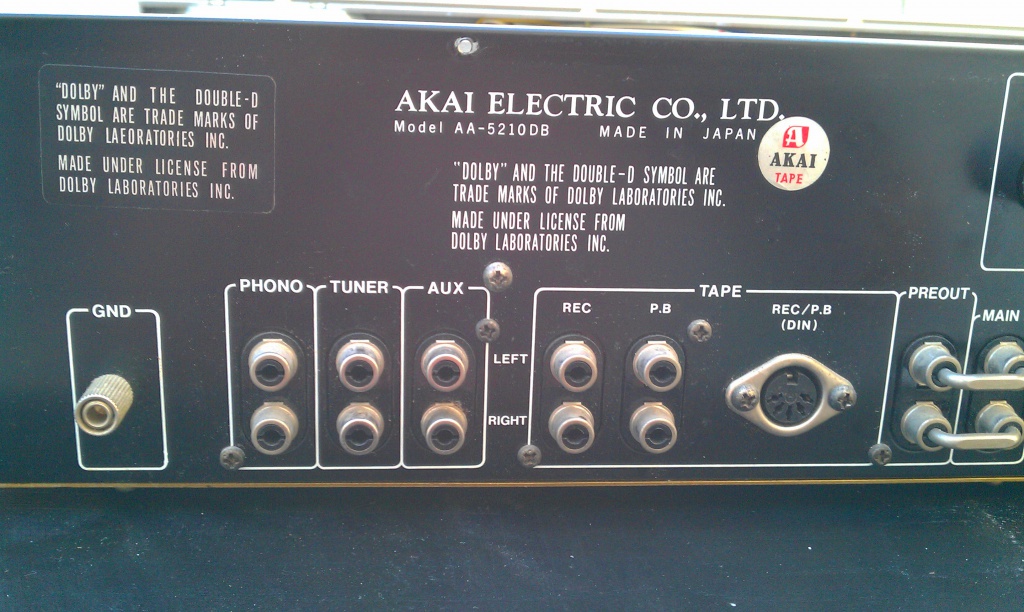 "DOLBY" AND THE DOUBLE-D
SYMBOL ARE TRADE MARKS OF
DOLBY LAEORATORIES INC.
MADE UNDER LICENSE FROM
DOLBY LABORATORIES INC.
AKAI ELECTRIC CO., LTD.
Model AA-5210DB MADE IN JAPAN
A
AKAI
TAPE
"DOLBY" AND THE DOUBLE-D SYMBOL ARE
TRADE MARKS OF DOLBY LABORATORIES INC.
MADE UNDER LICENSE FROM
DOLBY LABORATORIES INC.
GND
PHONO
TUNER
AUX
TAPE
PREOUT
MAIN
REC
P.B
REC/P.B
(DIN)
LEFT
RIGHT